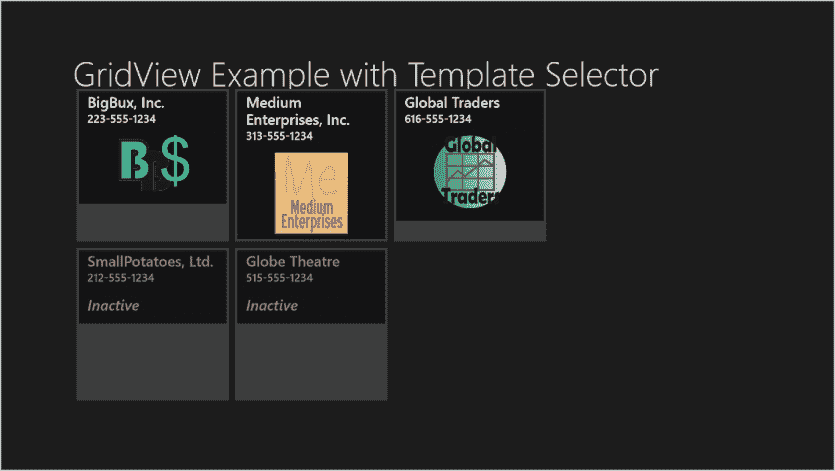 GridView Example with Template Selector
BigBux, Inc.
223-555-1234
B$
Medium
Enterprises, Inc.
313-555-1234
Me
Medium
Enterprises
Global Traders
616-555-1234
Global
Traders
SmallPotatoes, Ltd.
212-555-1234
Inactive
Globe Theatre
515-555-1234
Inactive